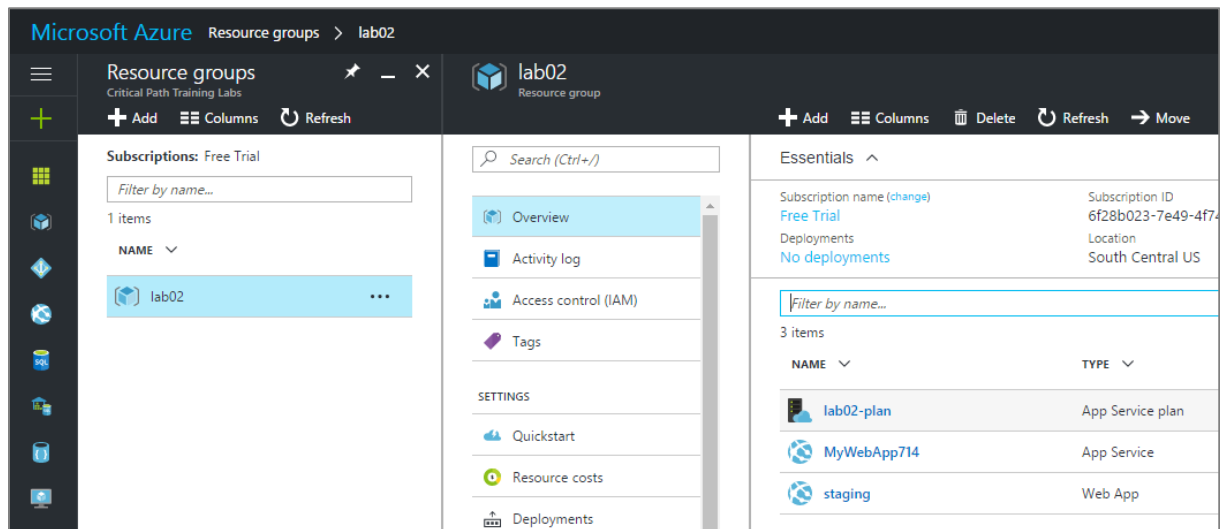 Microsoft Azure Resource groups > lab02
Resource groups
Critical Path Training Labs
Add Columns Refresh
Subscriptions: Free Trial
Filter by name...
1 items
NAME
lab02
...
lab02
Resource group
Search (Ctrl+/)
Overview
Activity log
Access control (IAM)
Tags
SETTINGS
Quickstart
Resource costs
Deployments
Add Columns Delete Refresh Move
Essentials
Subscription name (change)
Free Trial
Deployments
No deployments
Subscription ID
6f28b023-7e49-4f74
Location
South Central US
Filter by name...
3 items
NAME TYPE
lab02-plan App Service plan
MyWebApp714 App Service
staging Web App
SQL